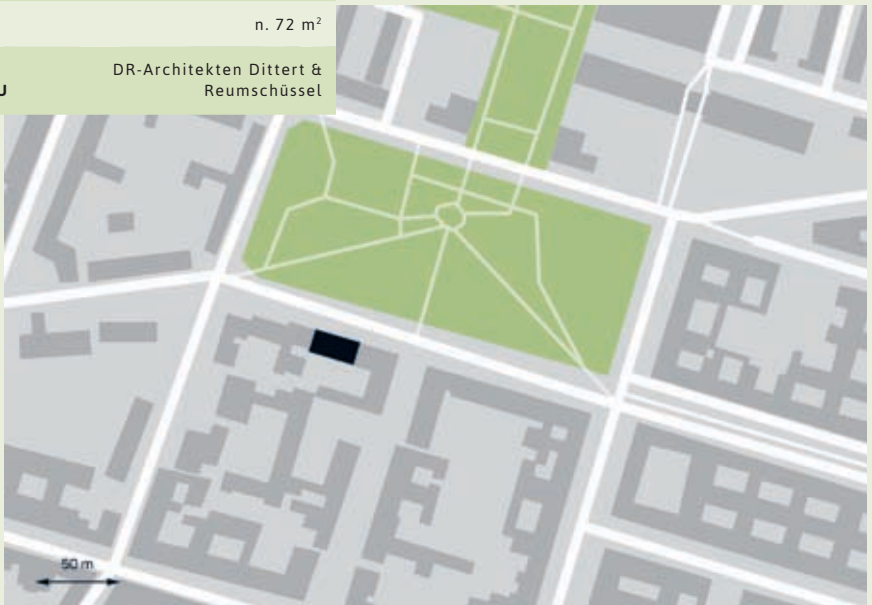 n. 72 m²
DR-Architekten Dittert &
U Reumschüssel
50 m